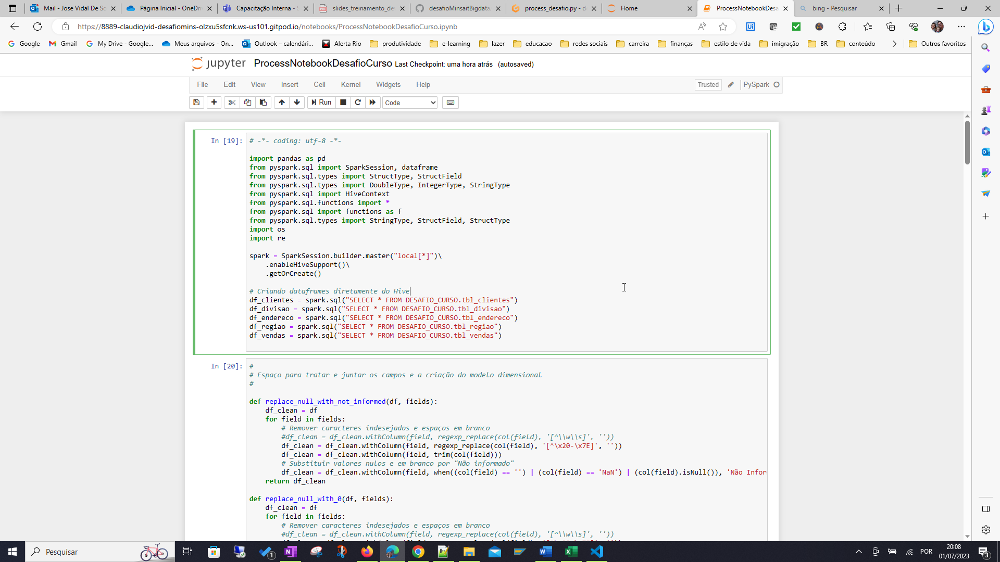 Mail - Jose Vidal De Sc
Página Inicial - OneDri
Capacitação Interna - S
slides_treinamento_de
desafioMinsaitBigdata
process_desafio.py - d
Home
ProcessNotebookDesa
bing - Pesquisar
https://8889-claudiojvid-desafiomins-olzxu5sfcnk.ws-us101.gitpod.io/notebooks/ProcessNotebookDesafioCurso.ipynb
Google
Gmail
My Drive - Google...
Meus arquivos - On...
Outlook – calendári...
Alerta Rio
produtividade
e-learning
lazer
educacao
redes sociais
carreira
finanças
estilo de vida
imigração
BR
conteúdo
Outros favoritos
jupyter ProcessNotebookDesafioCurso Last Checkpoint: uma hora atrás (autosaved)
File Edit View Insert Cell Kernel Widgets Help Trusted PySpark
Run Code
In [19]: # -*- coding: utf-8 -*-
import pandas as pd
from pyspark.sql import SparkSession, dataframe
from pyspark.sql.types import StructType, StructField
from pyspark.sql.types import DoubleType, IntegerType, StringType
from pyspark.sql import HiveContext
from pyspark.sql.functions import *
from pyspark.sql import functions as f
from pyspark.sql.types import StringType, StructField, StructType
import os
import re
spark = SparkSession.builder.master("local[*]")\
.enableHiveSupport()\
.getOrCreate()
# Criando dataframes diretamente do Hive
df_clientes = spark.sql("SELECT * FROM DESAFIO_CURSO.tbl_clientes")
df_divisao = spark.sql("SELECT * FROM DESAFIO_CURSO.tbl_divisao")
df_endereco = spark.sql("SELECT * FROM DESAFIO_CURSO.tbl_endereco")
df_regiao = spark.sql("SELECT * FROM DESAFIO_CURSO.tbl_regiao")
df_vendas = spark.sql("SELECT * FROM DESAFIO_CURSO.tbl_vendas")
In [20]: #
# Espaço para tratar e juntar os campos e a criação do modelo dimensional
#
def replace_null_with_not_informed(df, fields):
df_clean = df
for field in fields:
# Remover caracteres indesejados e espaços em branco
#df_clean = df_clean.withColumn(field, regexp_replace(col(field), '[^\\w\\s]', ''))
df_clean = df_clean.withColumn(field, regexp_replace(col(field), '[^\x20-\x7E]', ''))
df_clean = df_clean.withColumn(field, trim(col(field)))
# Substituir valores nulos e em branco por "Não informado"
df_clean = df_clean.withColumn(field, when((col(field) == '') | (col(field) == 'NaN') | (col(field).isNull()), 'Não Infor
return df_clean
def replace_null_with_0(df, fields):
df_clean = df
for field in fields:
# Remover caracteres indesejados e espaços em branco
#df_clean = df_clean.withColumn(field, regexp_replace(col(field), '[^\\w\\s]', ''))
Pesquisar
1
POR
20:08
01/07/2023
3